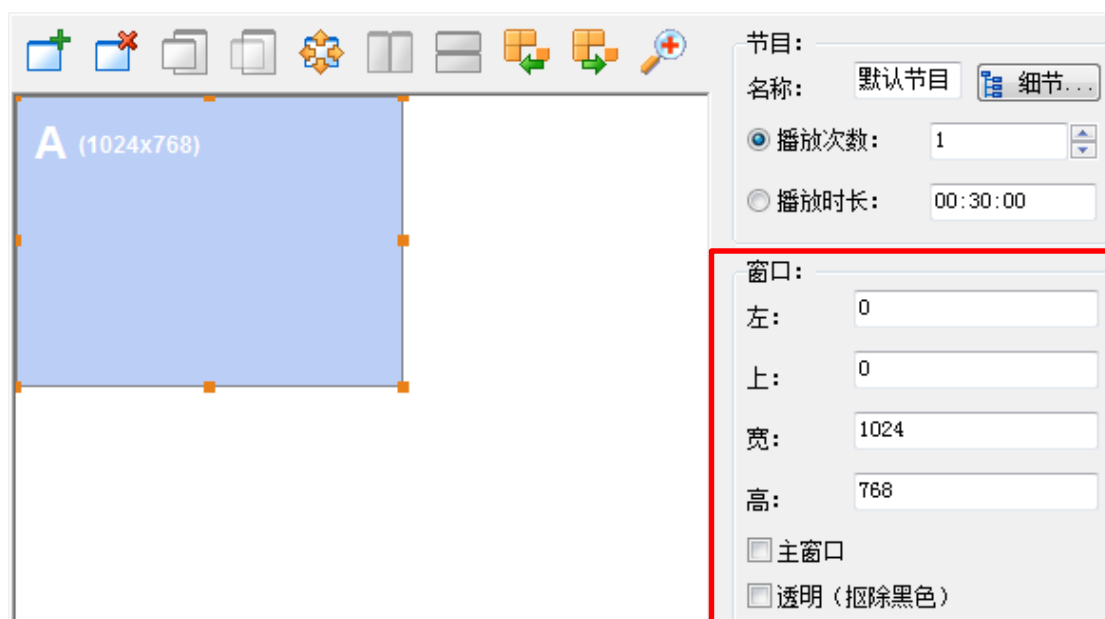 A (1024x768)
节目：
名称： 默认节目 细节...
播放次数： 1
播放时长： 00:30:00
窗口：
左： 0
上： 0
宽： 1024
高： 768
主窗口
透明（抠除黑色）